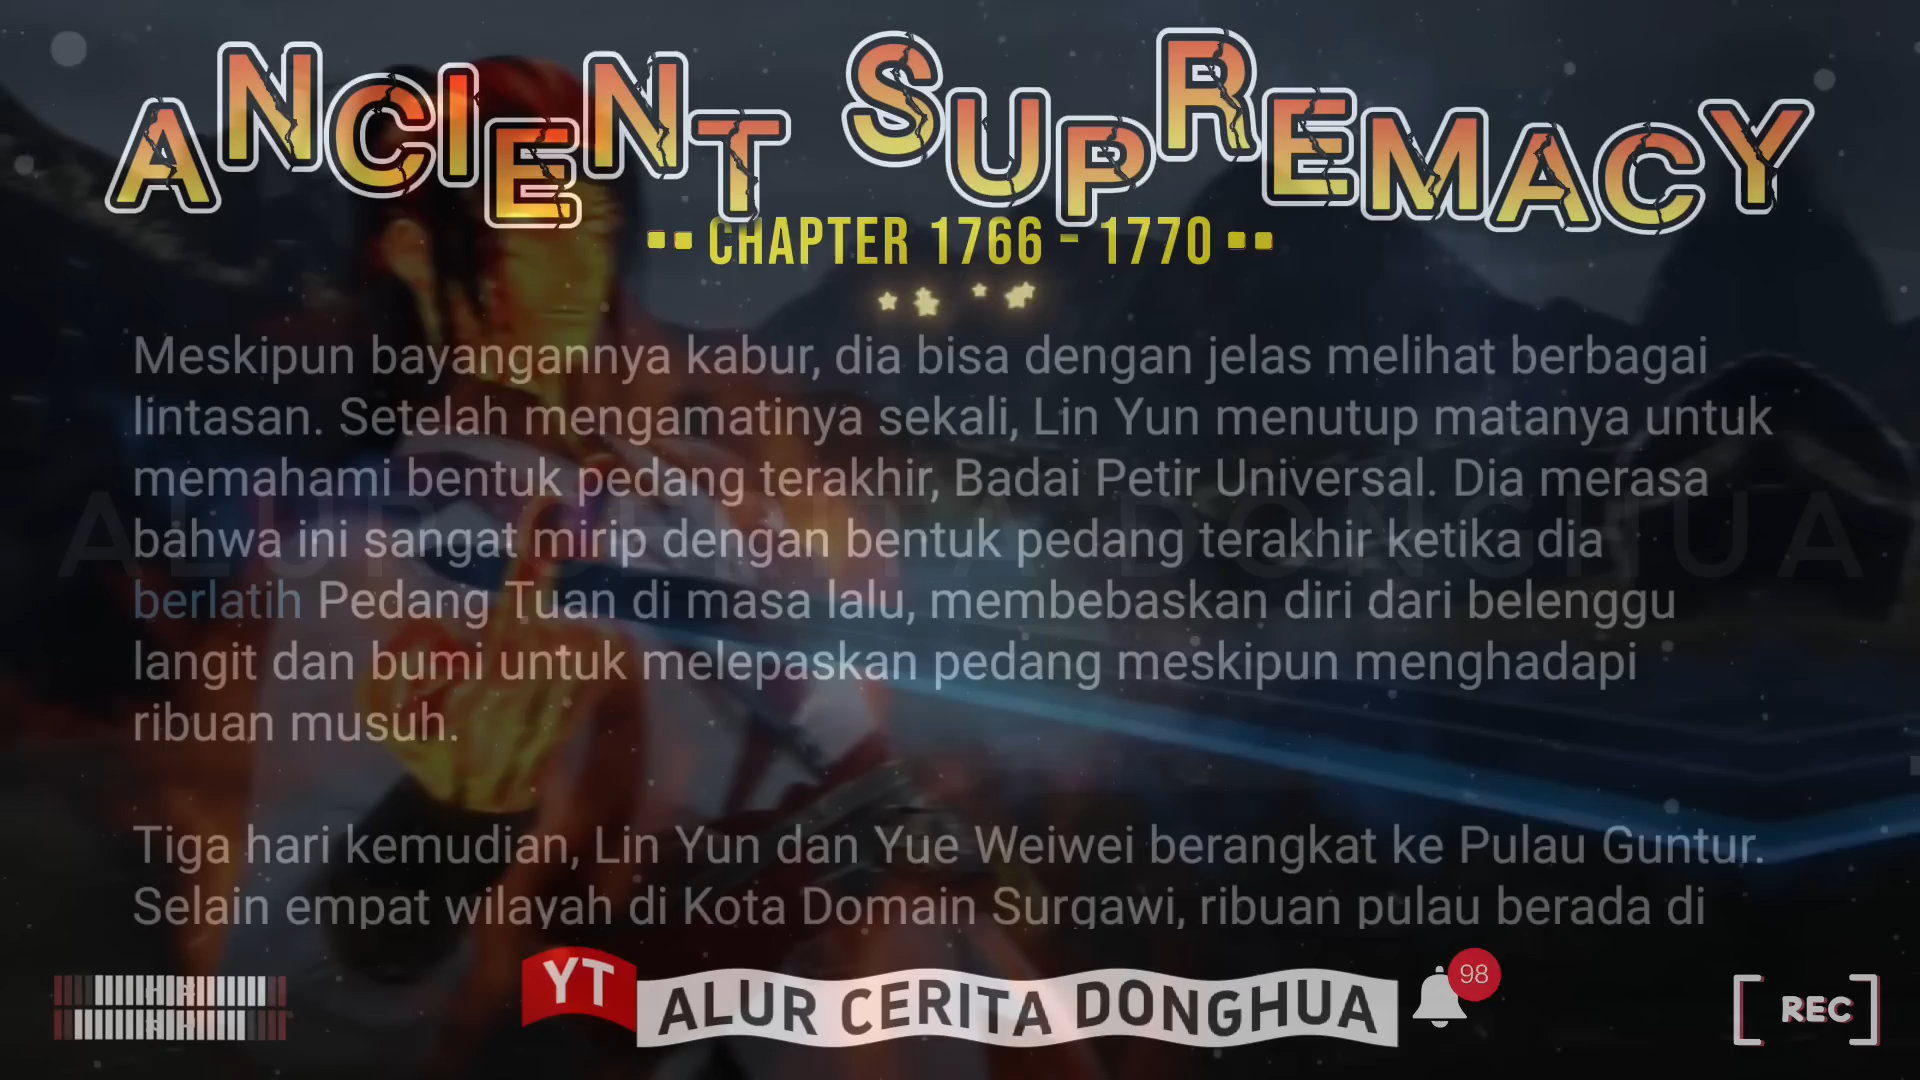 ANCIENT SUPREMACY
CHAPTER 1766 - 1770
Meskipun bayangannya kabur, dia bisa dengan jelas melihat berbagai
lintasan. Setelah mengamatinya sekali, Lin Yun menutup matanya untuk
memahami bentuk pedang terakhir, Badai Petir Universal. Dia merasa
bahwa ini sangat mirip dengan bentuk pedang terakhir ketika dia
berlatih Pedang Tuan di masa lalu, membebaskan diri dari belenggu
langit dan bumi untuk melepaskan pedang meskipun menghadapi
ribuan musuh.
Tiga hari kemudian, Lin Yun dan Yue Weiwei berangkat ke Pulau Guntur.
Selain empat wilayah di Kota Domain Surgawi, ribuan pulau berada di
ALUR CERITA DONGHUA
YT ALUR CERITA DONGHUA
98
REC